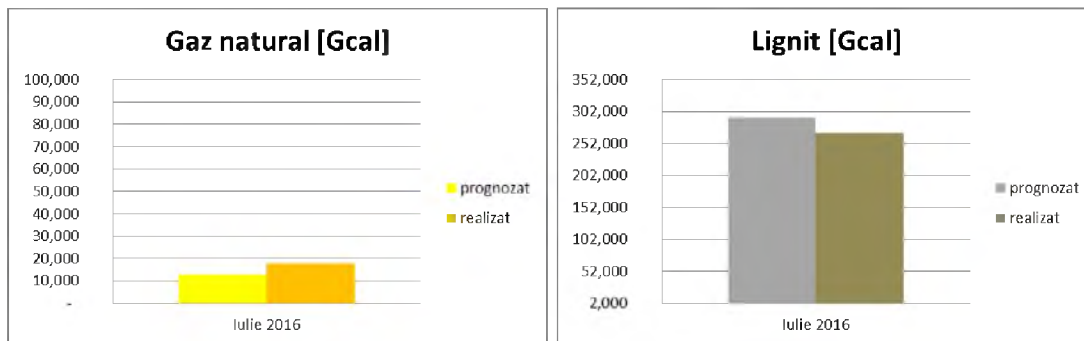 Gaz natural [Gcal]
100,000
90,000
80,000
70,000
60,000
50,000
40,000
30,000
20,000
10,000
-
Iulie 2016
prognozat
realizat
Lignit [Gcal]
352,000
302,000
252,000
202,000
152,000
102,000
52,000
2,000
Iulie 2016
prognozat
realizat